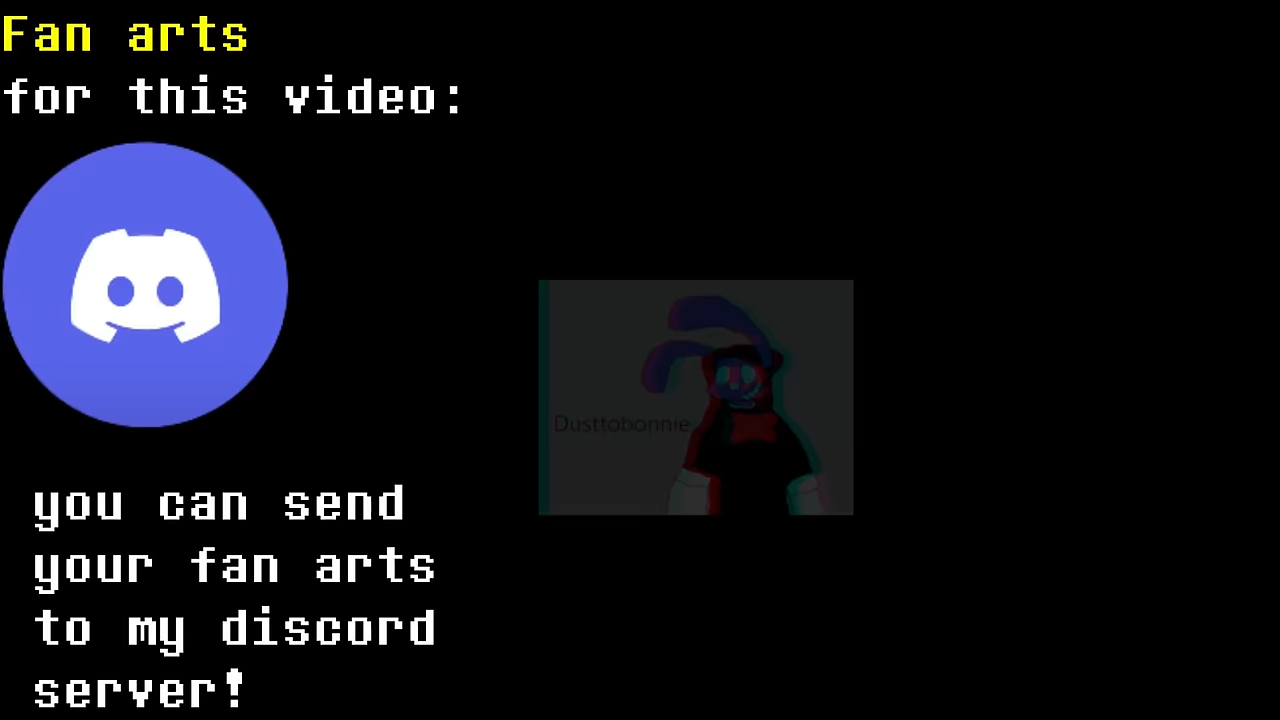 Fan arts
for this video:
Dusttobonnie
you can send
your fan arts
to my discord
server!